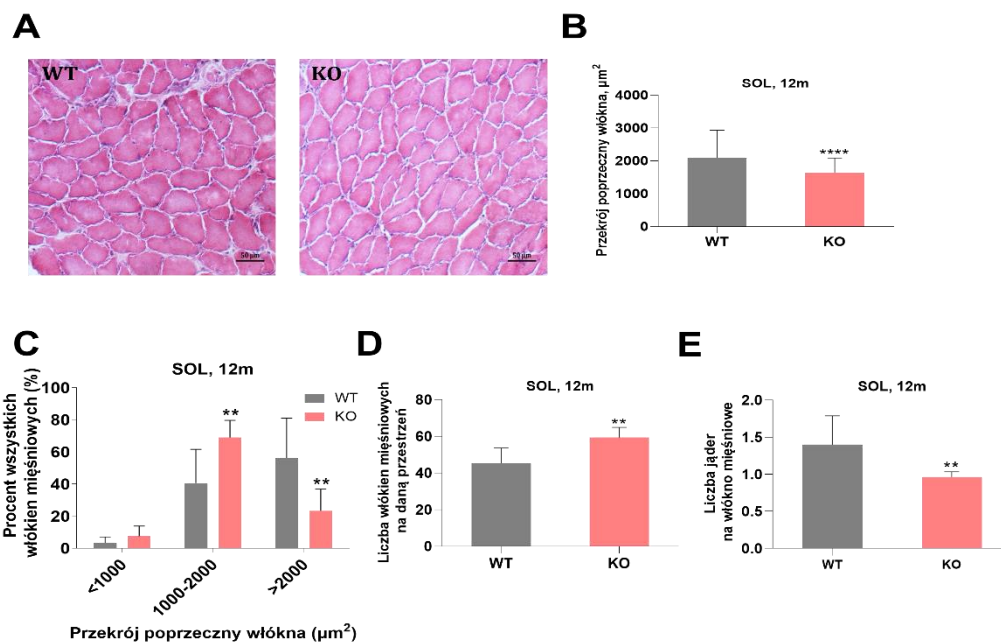 A
WT
KO
50 µm
50 µm
B
SOL, 12m
Przekrój poprzeczny włókna, µm²
4000
3000
2000
1000
0
****
WT
KO
C
SOL, 12m
Procent wszystkich
włókien mięśniowych (%)
100
80
60
40
20
0
WT
KO
**
**
<1000
1000-2000
>2000
Przekrój poprzeczny włókna (µm²)
D
SOL, 12m
Liczba włókien mięśniowych
na daną przestrzeń
80
60
40
20
0
**
WT
KO
E
SOL, 12m
Liczba jąder
na włókno mięśniowe
2.0
1.5
1.0
0.5
0.0
**
WT
KO